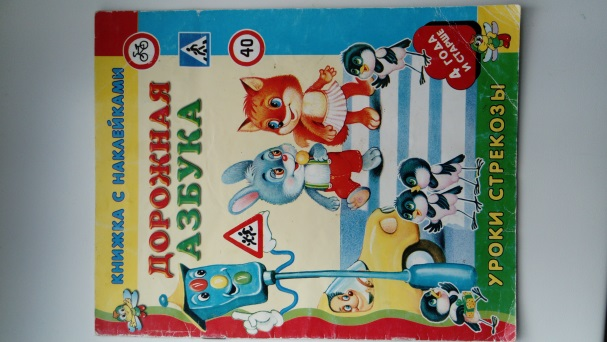 КНИЖКА С НАКЛЕЙКАМИ
ДОРОЖНАЯ
АЗБУКА
40
4 ГОДА
И СТАРШЕ
УРОКИ СТРЕКОЗЫ